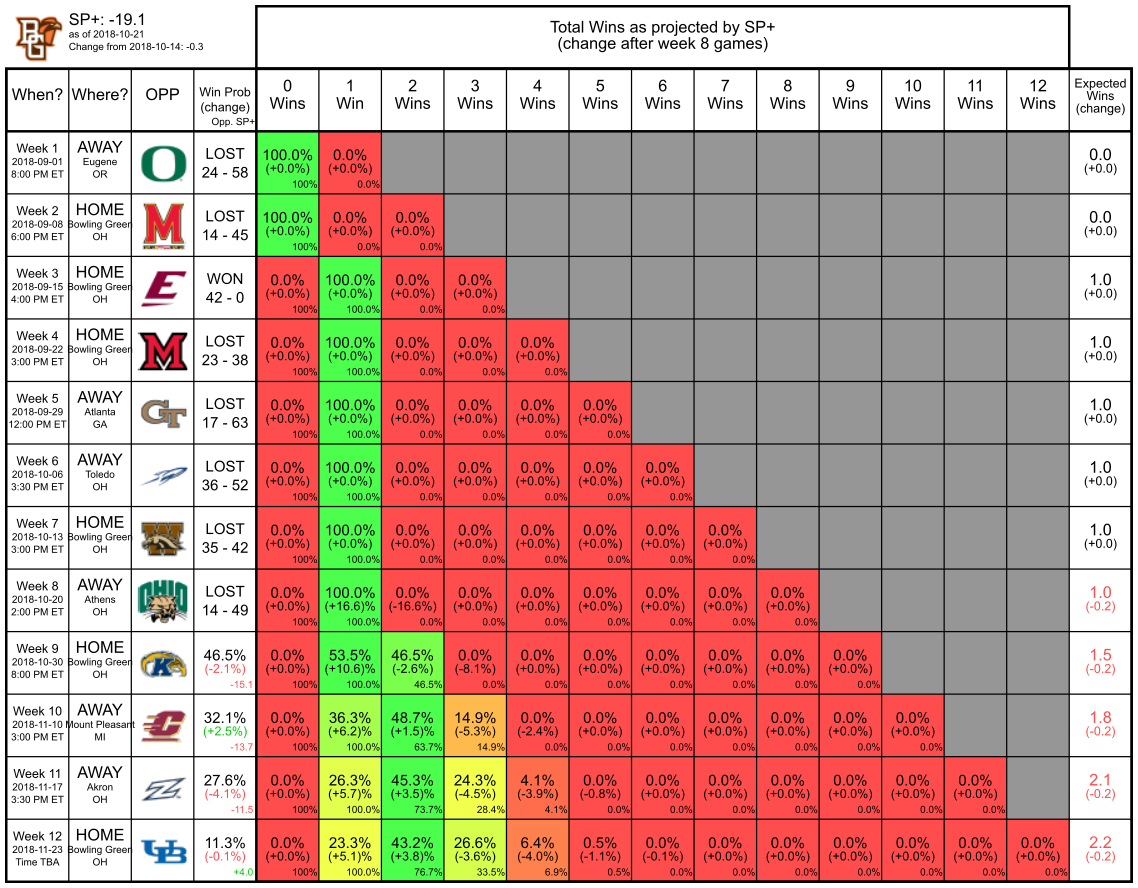 SP+: -19.1
as of 2018-10-21
Change from 2018-10-14: -0.3
Total Wins as projected by SP+
(change after week 8 games)
When? Where? OPP Win Prob (change) Opp. SP+ 0 Wins 1 Win 2 Wins 3 Wins 4 Wins 5 Wins 6 Wins 7 Wins 8 Wins 9 Wins 10 Wins 11 Wins 12 Wins Expected Wins (change)
Week 1 AWAY LOST 100.0% 0.0% 0.0
2018-09-01 Eugene O (+0.0%) (+0.0%) (+0.0)
8:00 PM ET OR 24 - 58 100% 0.0%
Week 2 HOME LOST 100.0% 0.0% 0.0% 0.0
2018-09-08 Bowling Green M (+0.0%) (+0.0%) (+0.0%) (+0.0)
6:00 PM ET OH 14 - 45 100% 0.0% 0.0%
Week 3 HOME WON 0.0% 100.0% 0.0% 0.0% 1.0
2018-09-15 Bowling Green E (+0.0%) (+0.0%) (+0.0%) (+0.0%) (+0.0)
4:00 PM ET OH 42 - 0 100% 100.0% 0.0% 0.0%
Week 4 HOME LOST 0.0% 100.0% 0.0% 0.0% 0.0% 1.0
2018-09-22 Bowling Green M (+0.0%) (+0.0%) (+0.0%) (+0.0%) (+0.0%) (+0.0)
3:00 PM ET OH 23 - 38 100% 100.0% 0.0% 0.0% 0.0%
Week 5 AWAY LOST 0.0% 100.0% 0.0% 0.0% 0.0% 0.0% 1.0
2018-09-29 Atlanta GT (+0.0%) (+0.0%) (+0.0%) (+0.0%) (+0.0%) (+0.0%) (+0.0)
12:00 PM ET GA 17 - 63 100% 100.0% 0.0% 0.0% 0.0% 0.0%
Week 6 AWAY LOST 0.0% 100.0% 0.0% 0.0% 0.0% 0.0% 0.0% 1.0
2018-10-06 Toledo (+0.0%) (+0.0%) (+0.0%) (+0.0%) (+0.0%) (+0.0%) (+0.0%) (+0.0)
3:30 PM ET OH 36 - 52 100% 100.0% 0.0% 0.0% 0.0% 0.0% 0.0%
Week 7 HOME LOST 0.0% 100.0% 0.0% 0.0% 0.0% 0.0% 0.0% 0.0% 1.0
2018-10-13 Bowling Green W (+0.0%) (+0.0%) (+0.0%) (+0.0%) (+0.0%) (+0.0%) (+0.0%) (+0.0%) (+0.0)
3:00 PM ET OH 35 - 42 100% 100.0% 0.0% 0.0% 0.0% 0.0% 0.0% 0.0%
Week 8 AWAY LOST 0.0% 100.0% 0.0% 0.0% 0.0% 0.0% 0.0% 0.0% 0.0% 1.0
2018-10-20 Athens OHIO (+0.0%) (+16.6)% (-16.6%) (+0.0%) (+0.0%) (+0.0%) (+0.0%) (+0.0%) (+0.0%) (-0.2)
2:00 PM ET OH 14 - 49 100% 100.0% 0.0% 0.0% 0.0% 0.0% 0.0% 0.0% 0.0%
Week 9 HOME 46.5% 0.0% 53.5% 46.5% 0.0% 0.0% 0.0% 0.0% 0.0% 0.0% 0.0% 1.5
2018-10-30 Bowling Green K (-2.1%) (+0.0%) (+10.6)% (-2.6%) (-8.1%) (+0.0%) (+0.0%) (+0.0%) (+0.0%) (+0.0%) (+0.0%) (-0.2)
8:00 PM ET OH -15.1 100% 100.0% 46.5% 0.0% 0.0% 0.0% 0.0% 0.0% 0.0% 0.0%
Week 10 AWAY 32.1% 0.0% 36.3% 48.7% 14.9% 0.0% 0.0% 0.0% 0.0% 0.0% 0.0% 0.0% 1.8
2018-11-10 Mount Pleasant C (+2.5%) (+0.0%) (+6.2)% (+1.5)% (-5.3%) (-2.4%) (+0.0%) (+0.0%) (+0.0%) (+0.0%) (+0.0%) (+0.0%) (-0.2)
3:00 PM ET MI -13.7 100% 100.0% 63.7% 14.9% 0.0% 0.0% 0.0% 0.0% 0.0% 0.0% 0.0%
Week 11 AWAY 27.6% 0.0% 26.3% 45.3% 24.3% 4.1% 0.0% 0.0% 0.0% 0.0% 0.0% 0.0% 0.0% 2.1
2018-11-17 Akron Z (-4.1%) (+0.0%) (+5.7)% (+3.5)% (-4.5%) (-3.9%) (-0.8%) (+0.0%) (+0.0%) (+0.0%) (+0.0%) (+0.0%) (+0.0%) (-0.2)
3:30 PM ET OH -11.5 100% 100.0% 73.7% 28.4% 4.1% 0.0% 0.0% 0.0% 0.0% 0.0% 0.0% 0.0%
Week 12 HOME 11.3% 0.0% 23.3% 43.2% 26.6% 6.4% 0.5% 0.0% 0.0% 0.0% 0.0% 0.0% 0.0% 0.0% 2.2
2018-11-23 Bowling Green UB (-0.1%) (+0.0%) (+5.1)% (+3.8)% (-3.6%) (-4.0%) (-1.1%) (-0.1%) (+0.0%) (+0.0%) (+0.0%) (+0.0%) (+0.0%) (+0.0%) (-0.2)
Time TBA OH +4.0 100% 100.0% 76.7% 33.5% 6.9% 0.5% 0.0% 0.0% 0.0% 0.0% 0.0% 0.0% 0.0%